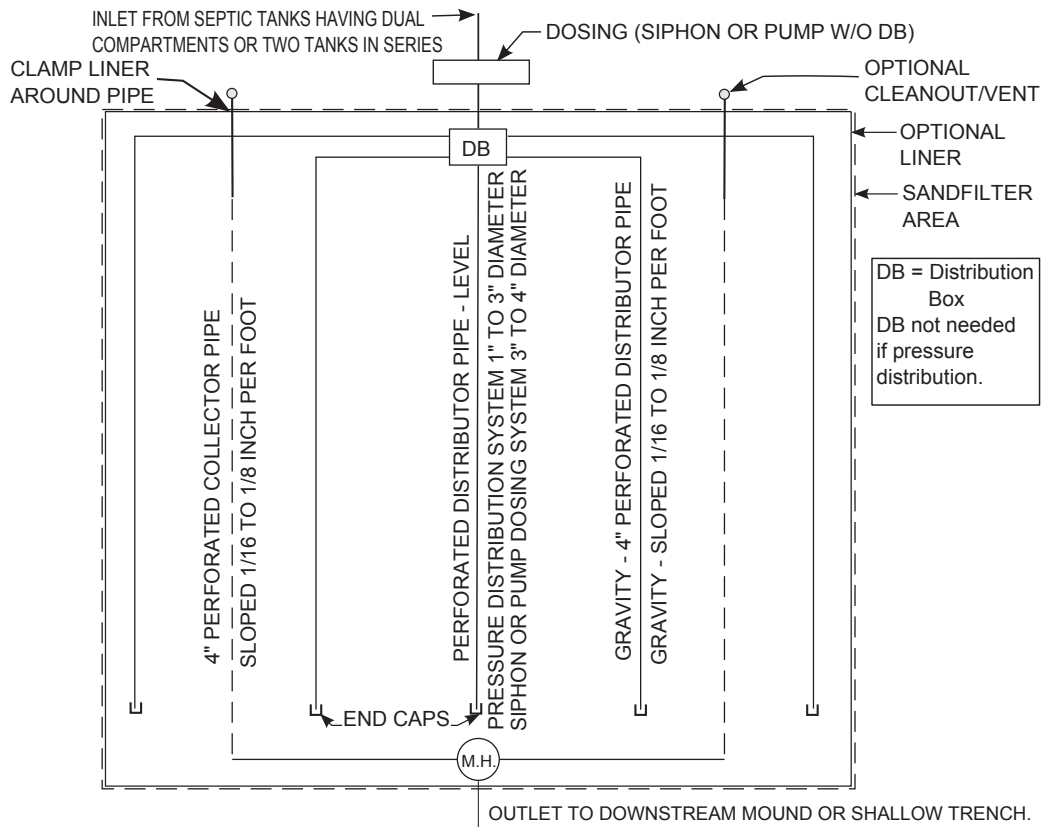 INLET FROM SEPTIC TANKS HAVING DUAL
COMPARTMENTS OR TWO TANKS IN SERIES
DOSING (SIPHON OR PUMP W/O DB)
CLAMP LINER
AROUND PIPE
OPTIONAL
CLEANOUT/VENT
OPTIONAL
LINER
SANDFILTER
AREA
DB
DB = Distribution
Box
DB not needed
if pressure
distribution.
4" PERFORATED COLLECTOR PIPE
SLOPED 1/16 TO 1/8 INCH PER FOOT
PERFORATED DISTRIBUTOR PIPE - LEVEL
PRESSURE DISTRIBUTION SYSTEM 1" TO 3" DIAMETER
SIPHON OR PUMP DOSING SYSTEM 3" TO 4" DIAMETER
GRAVITY - 4" PERFORATED DISTRIBUTOR PIPE
GRAVITY - SLOPED 1/16 TO 1/8 INCH PER FOOT
END CAPS
M.H.
OUTLET TO DOWNSTREAM MOUND OR SHALLOW TRENCH.